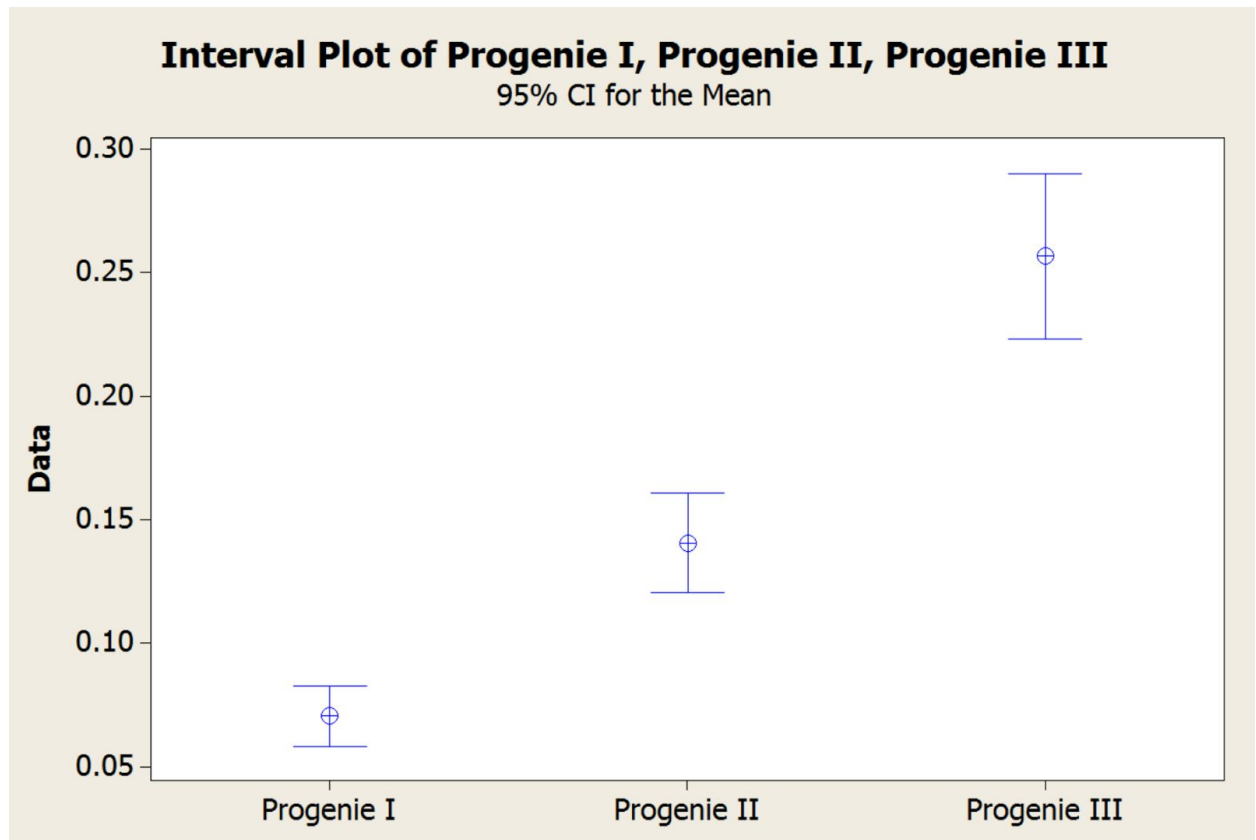 Interval Plot of Progenie I, Progenie II, Progenie III
95% CI for the Mean
0.30
0.25
0.20
0.15
0.10
0.05
Data
Progenie I
Progenie II
Progenie III